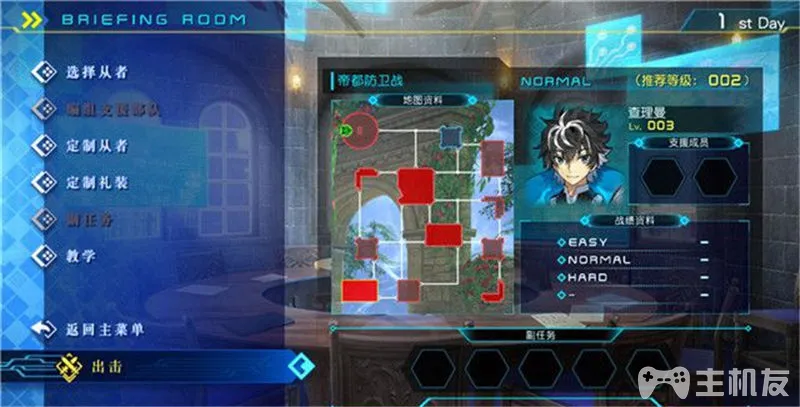 BRIEFING ROOM
1 st Day
选择从者
编组支援部队
定制从者
定制礼装
副任务
教学
返回主菜单
出击
帝都防卫战
NORMAL
(推荐等级: 002)
地图资料
查理曼
Lv. 003
支援成员
战绩资料
EASY –
NORMAL –
HARD –
– –
副任务
主机友